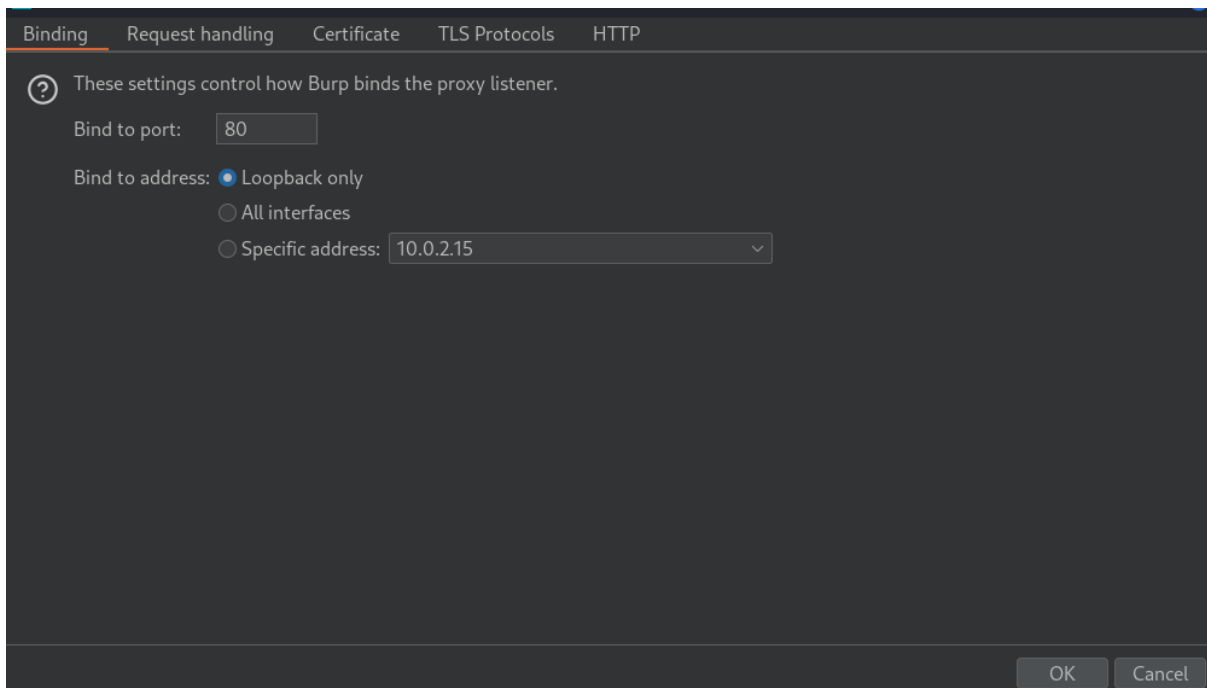 Binding Request handling Certificate TLS Protocols HTTP
These settings control how Burp binds the proxy listener.
Bind to port: 80
Bind to address: Loopback only
All interfaces
Specific address: 10.0.2.15
OK Cancel